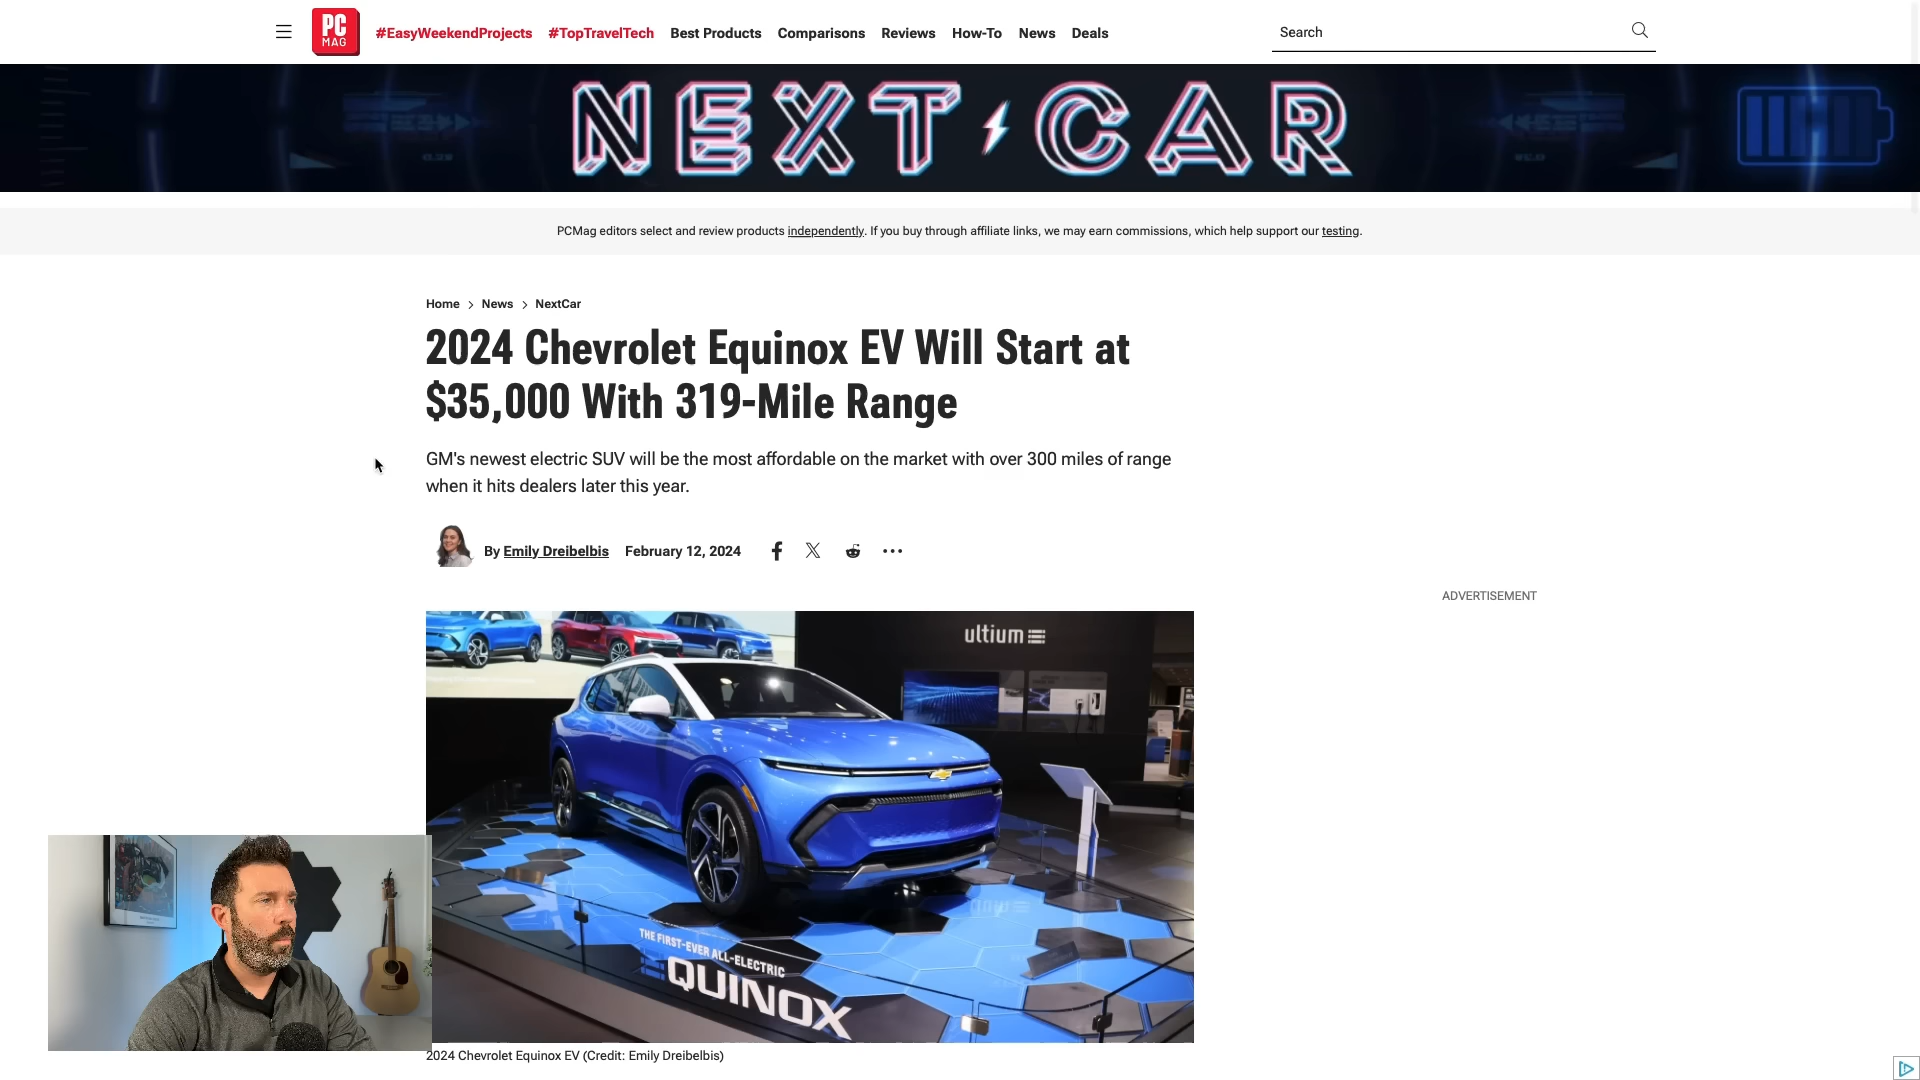 PC
MAG
#EasyWeekendProjects #TopTravelTech Best Products Comparisons Reviews How-To News Deals
Search
NEXT CAR
PCMag editors select and review products independently. If you buy through affiliate links, we may earn commissions, which help support our testing.
Home > News > NextCar
2024 Chevrolet Equinox EV Will Start at
$35,000 With 319-Mile Range
GM's newest electric SUV will be the most affordable on the market with over 300 miles of range
when it hits dealers later this year.
By Emily Dreibelbis February 12, 2024
ADVERTISEMENT
ultium
THE FIRST-EVER ALL-ELECTRIC
EQUINOX
2024 Chevrolet Equinox EV (Credit: Emily Dreibelbis)